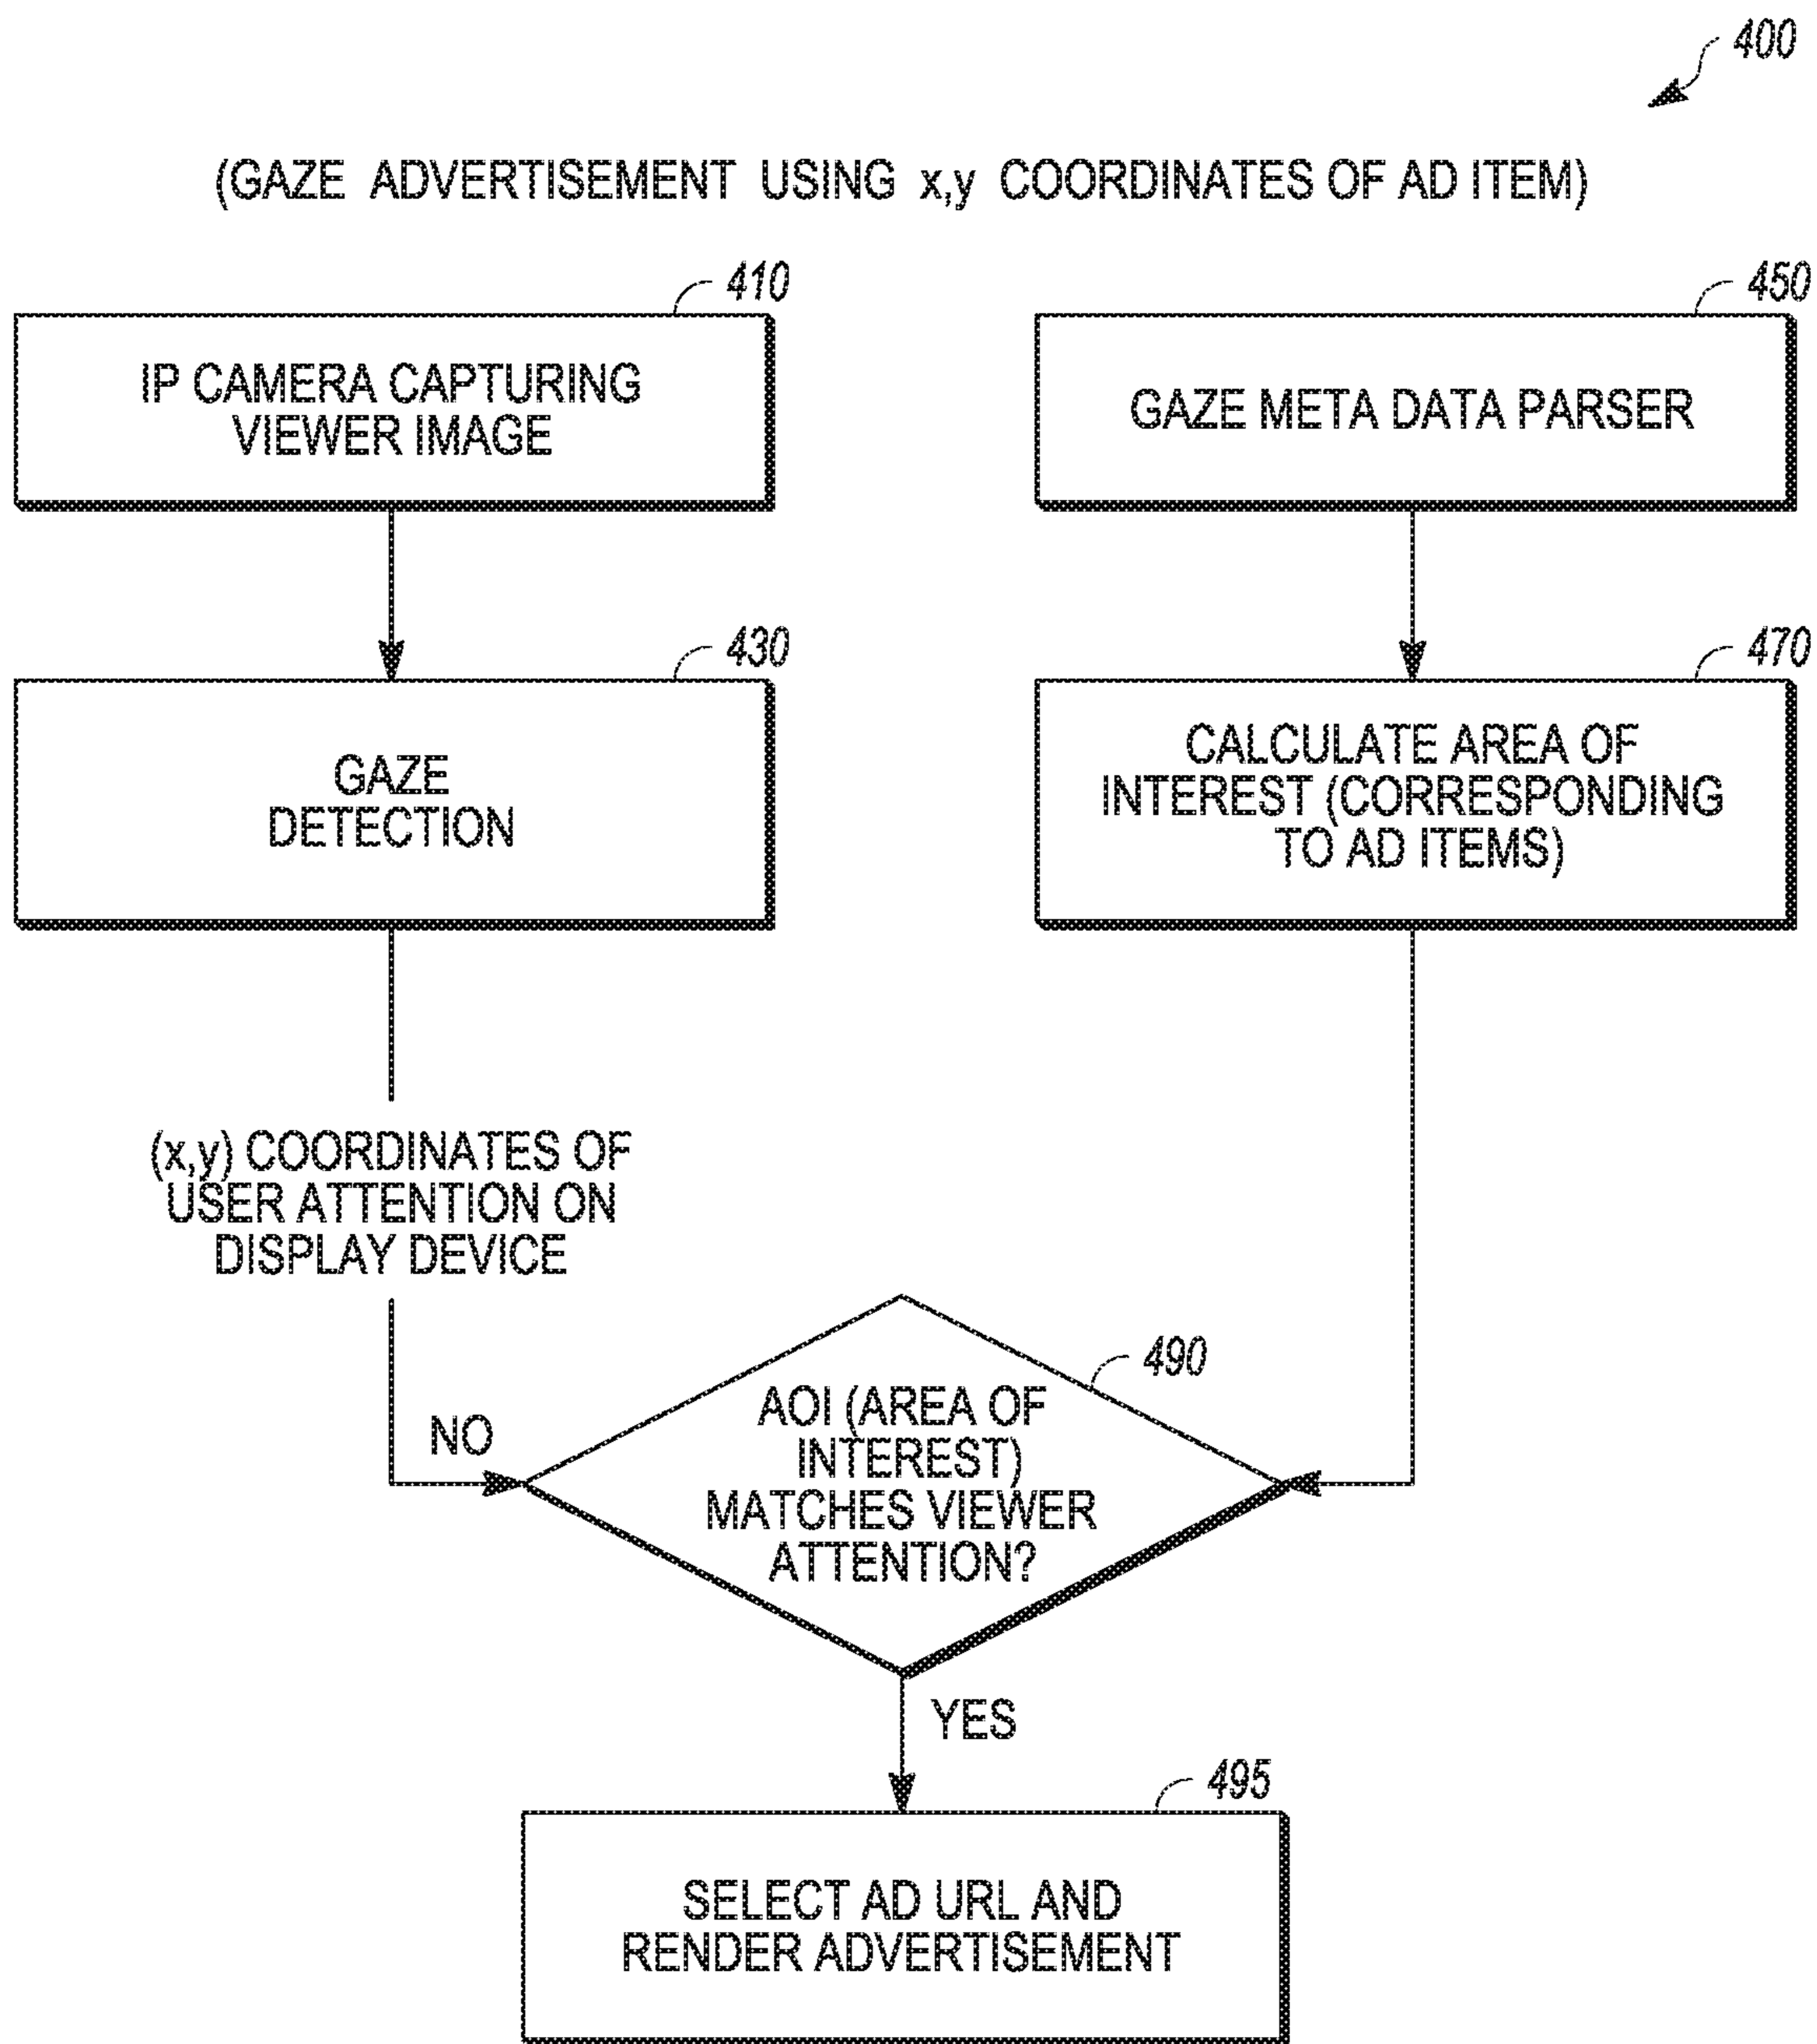 400
(GAZE ADVERTISEMENT USING x,y COORDINATES OF AD ITEM)
410
IP CAMERA CAPTURING
VIEWER IMAGE
450
GAZE META DATA PARSER
430
GAZE
DETECTION
470
CALCULATE AREA OF
INTEREST (CORRESPONDING
TO AD ITEMS)
(x,y) COORDINATES OF
USER ATTENTION ON
DISPLAY DEVICE
NO
490
AOI (AREA OF
INTEREST)
MATCHES VIEWER
ATTENTION?
YES
495
SELECT AD URL AND
RENDER ADVERTISEMENT